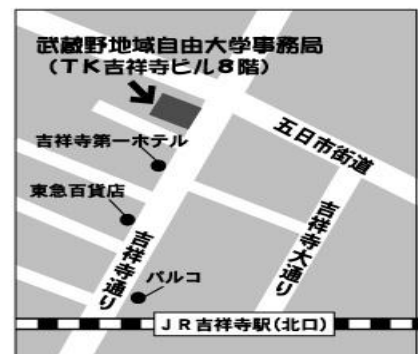 武蔵野地域自由大学事務局
（TK吉祥寺ビル8階）
五日市街道
吉祥寺第一ホテル
東急百貨店
吉祥寺大通り
吉祥寺通り
パルコ
JR吉祥寺駅（北口）